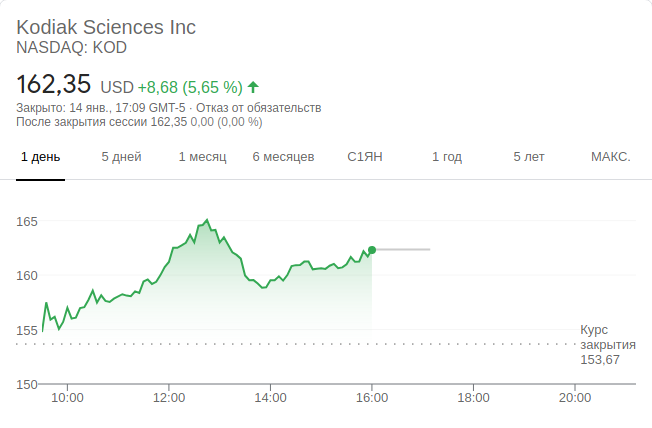 Kodiak Sciences Inc
NASDAQ: KOD
162,35 USD +8,68 (5,65 %)
Закрыто: 14 янв., 17:09 GMT-5 · Отказ от обязательств
После закрытия сессии 162,35 0,00 (0,00 %)
1 день 5 дней 1 месяц 6 месяцев С1ЯН 1 год 5 лет МАКС.
165
160
155
Курс
закрытия
153,67
150
10:00 12:00 14:00 16:00 18:00 20:00